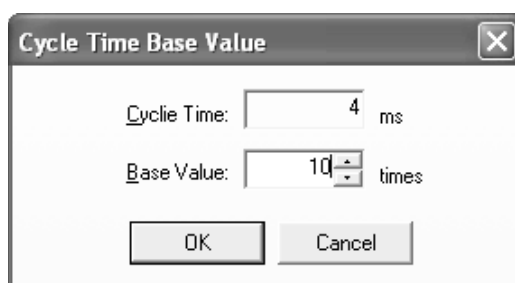 Cycle Time Base Value
Cyclie Time: 4 ms
Base Value: 10 times
OK Cancel